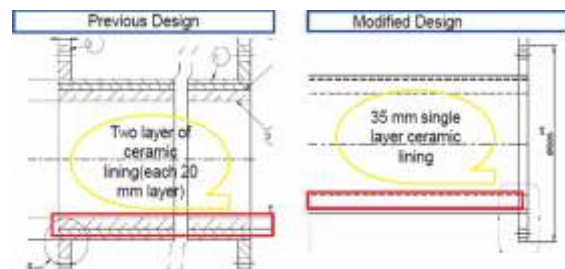 Previous Design
Two layer of
ceramic
lining(each 20
mm layer)
Modified Design
35 mm single
layer ceramic
lining